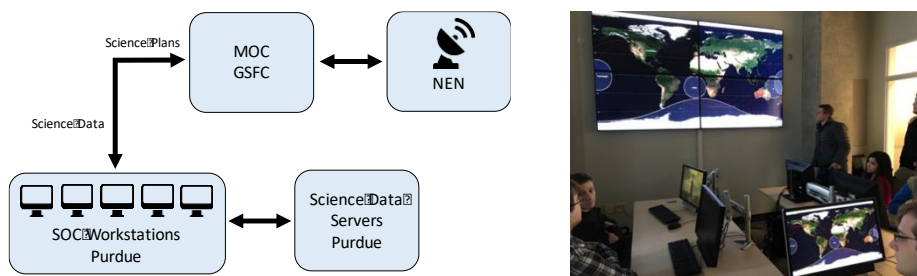 Science⍰Plans
MOC
GSFC
NEN
Science⍰Data
SOC⍰Workstations
Purdue
Science⍰Data⍰
Servers
Purdue